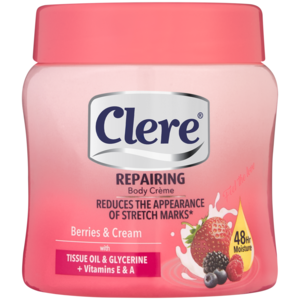 Clere®
REPAIRING
Body Crème
REDUCES THE APPEARANCE
OF STRETCH MARKS*
Berries & Cream
with
TISSUE OIL & GLYCERINE
+ Vitamins E & A
48Hr
Moisture